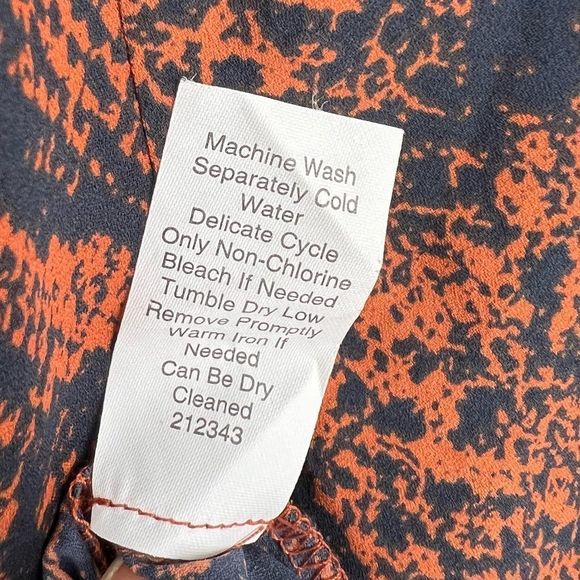 Machine Wash
Separately Cold
Water
Delicate Cycle
Only Non-Chlorine
Bleach If Needed
Tumble Dry Low
Remove Promptly
Warm Iron If
Needed
Can Be Dry
Cleaned
212343